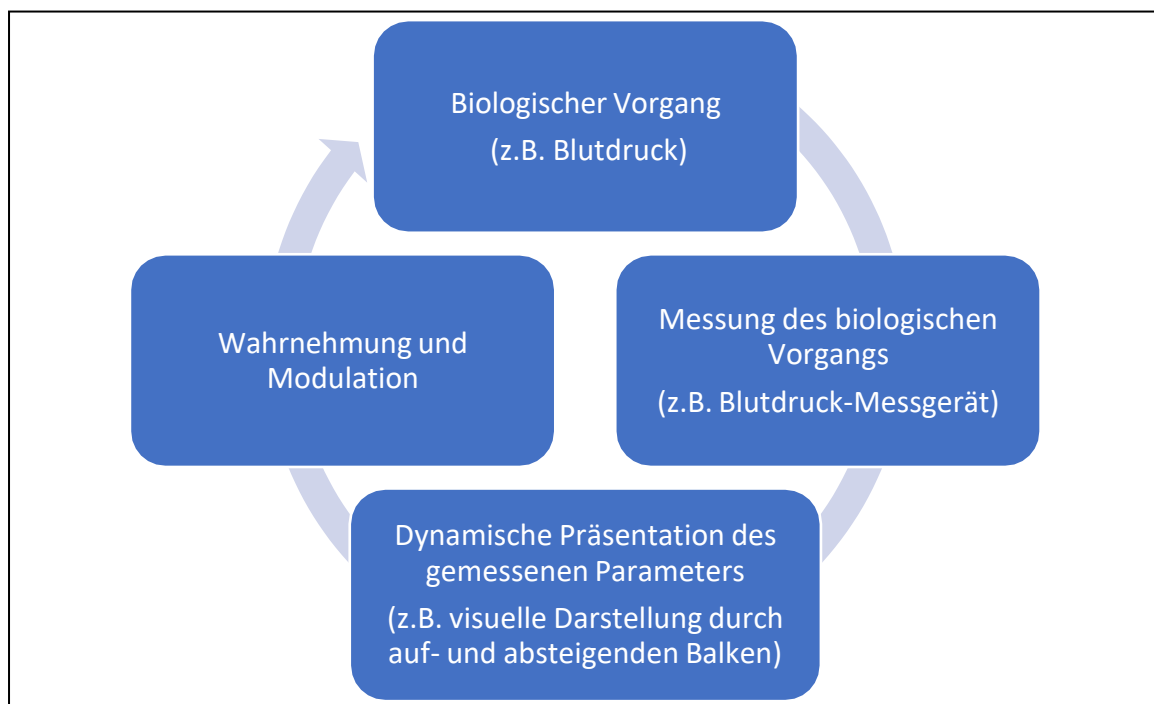 Biologischer Vorgang
(z.B. Blutdruck)
Messung des biologischen
Vorgangs
(z.B. Blutdruck-Messgerät)
Dynamische Präsentation des
gemessenen Parameters
(z.B. visuelle Darstellung durch
auf- und absteigenden Balken)
Wahrnehmung und
Modulation